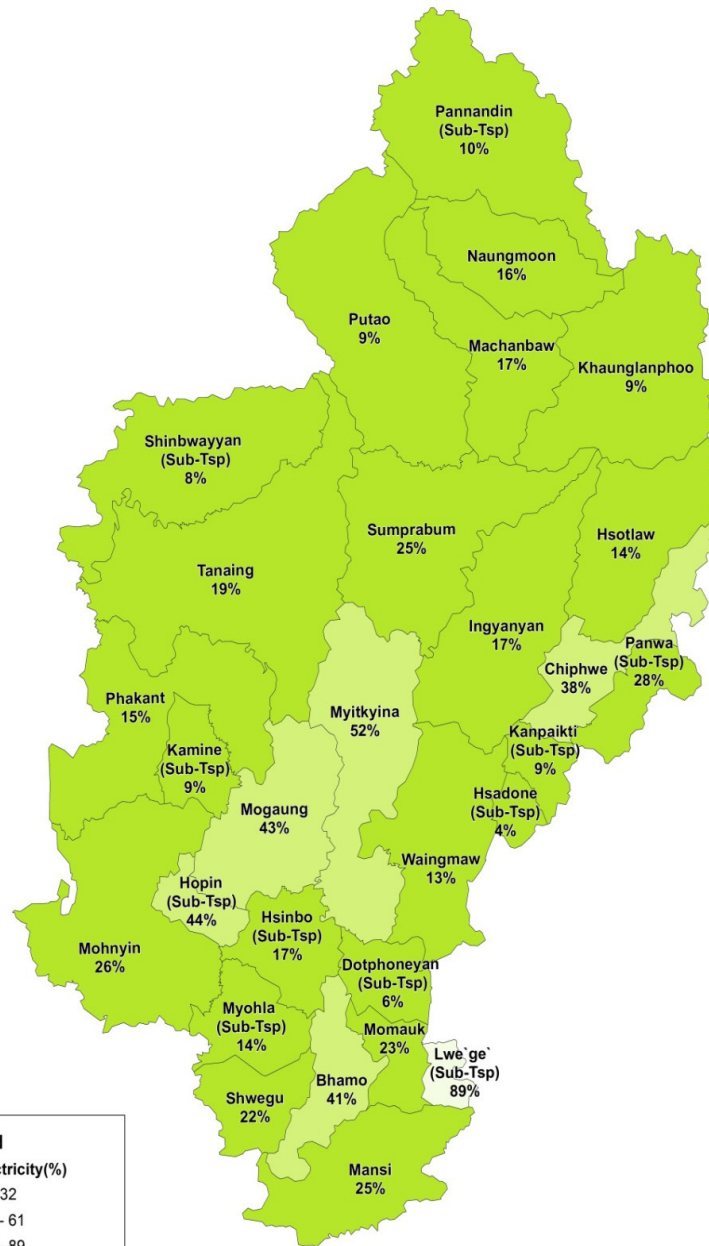 Pannandin
(Sub-Tsp)
10%
Naungmoon
16%
Putao
9%
Machanbaw
17%
Khaunglanphoo
9%
Shinbwayyan
(Sub-Tsp)
8%
Sumprabum
25%
Hsotlaw
14%
Tanaing
19%
Ingyanyan
17%
Panwa
(Sub-Tsp)
28%
Chiphwe
38%
Phakant
15%
Myitkyina
52%
Kamine
(Sub-Tsp)
9%
Kanpaikti
(Sub-Tsp)
9%
Hsadone
(Sub-Tsp)
4%
Mogaung
43%
Waingmaw
13%
Hopin
(Sub-Tsp)
44%
Hsinbo
(Sub-Tsp)
17%
Mohnyin
26%
Dotphoneyan
(Sub-Tsp)
6%
Myohla
(Sub-Tsp)
14%
Momauk
23%
Lwe`ge`
(Sub-Tsp)
89%
Bhamo
41%
Shwegu
22%
Mansi
25%
ctricity(%)
32
- 61
89